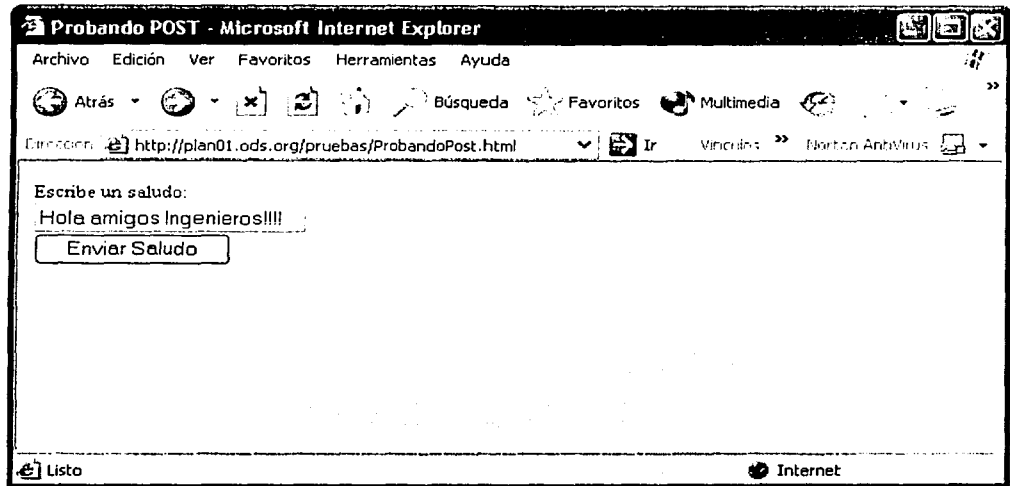 Probando POST - Microsoft Internet Explorer
Archivo Edición Ver Favoritos Herramientas Ayuda
Atrás Búsqueda Favoritos Multimedia »
Dirección http://plan01.ods.org/pruebas/ProbandoPost.html Ir Vínculos » Norton AntiVirus
Escribe un saludo:
Hola amigos Ingenieros!!!!
Enviar Saludo
Listo Internet